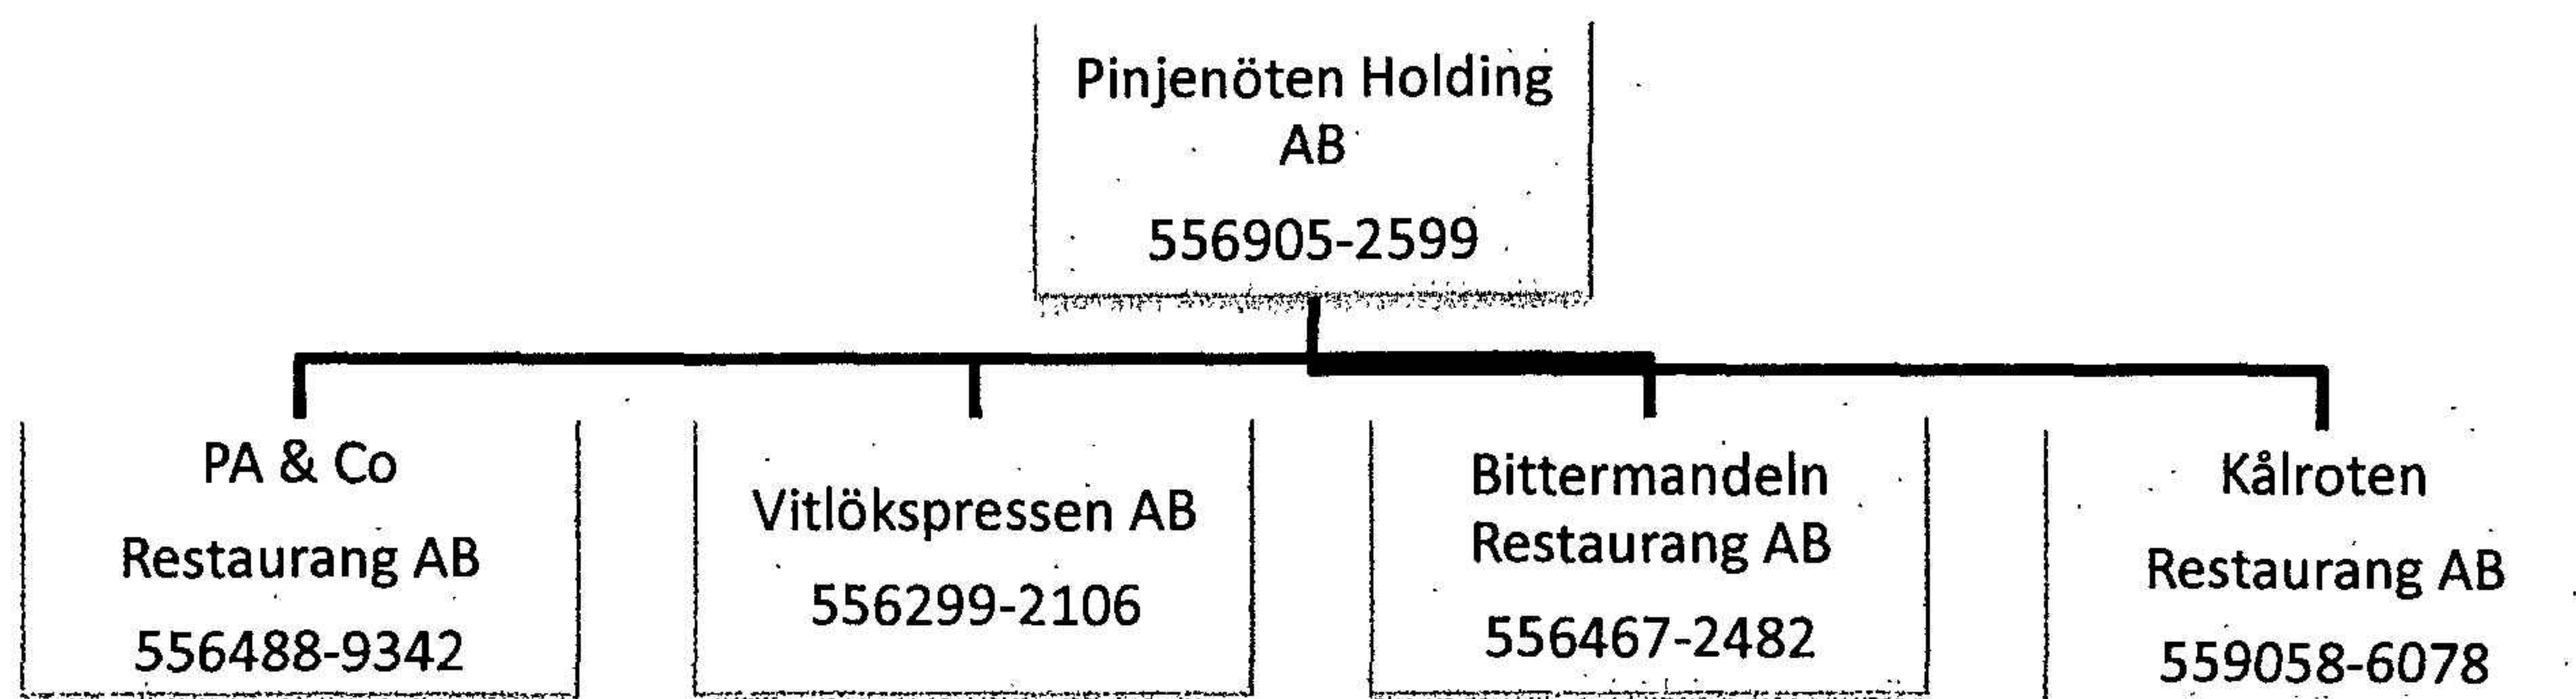 Pinjenöten Holding
AB
556905-2599
PA & Co
Restaurang AB
556488-9342
Vitlökspressen AB
556299-2106
Bittermandeln
Restaurang AB
556467-2482
Kålroten
Restaurang AB
559058-6078